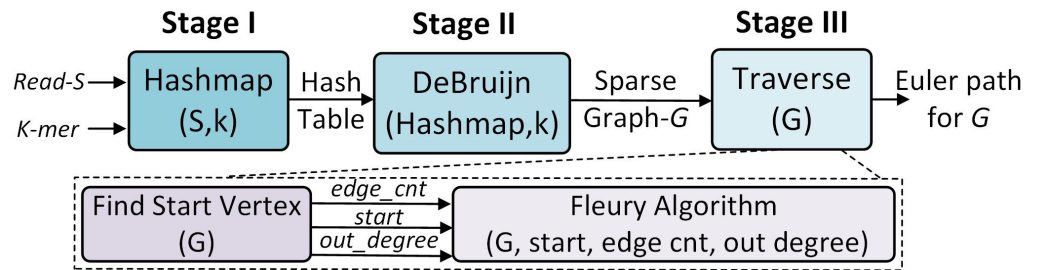 Stage I
Stage II
Stage III
Read-S
K-mer
Hashmap
(S,k)
Hash
Table
DeBruijn
(Hashmap,k)
Sparse
Graph-G
Traverse
(G)
Euler path
for G
Find Start Vertex
(G)
edge_cnt
start
out_degree
Fleury Algorithm
(G, start, edge cnt, out degree)